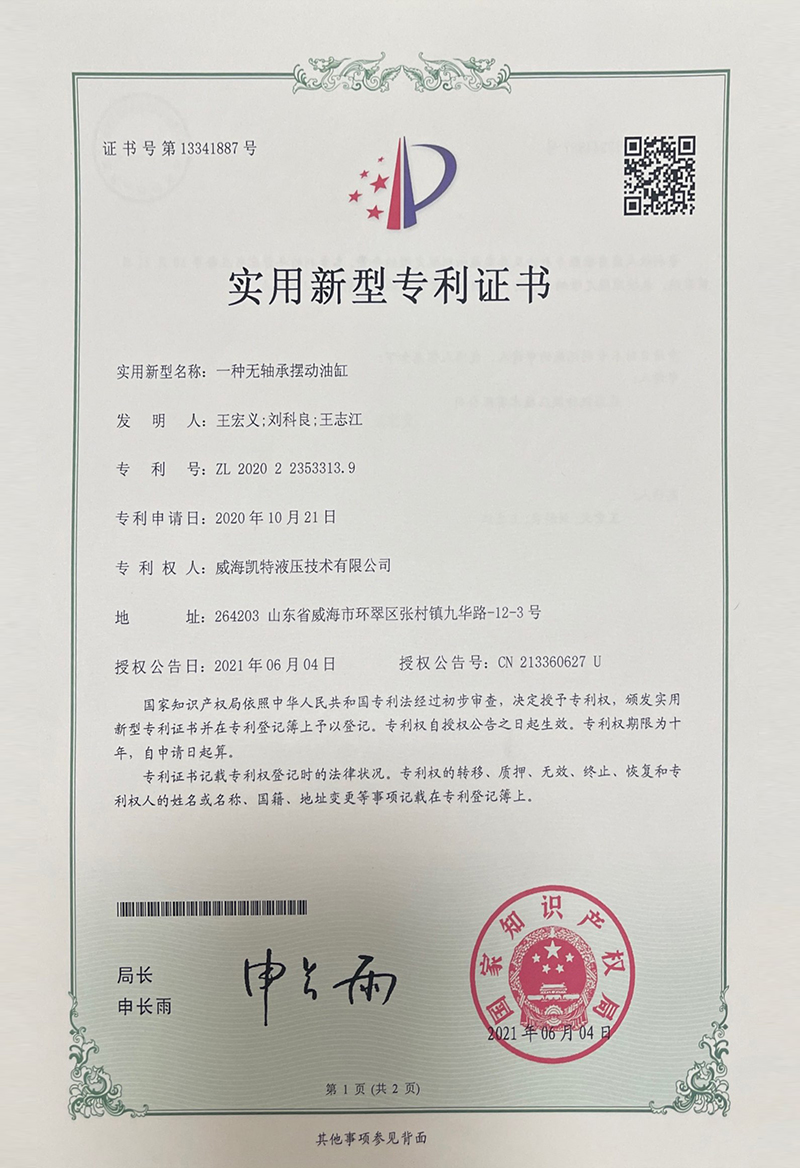 证书号第13341887号
实用新型专利证书
实用新型名称：一种无轴承摆动油缸
发明人：王宏义;刘科良;王志江
专利号：ZL 2020 2 2353313.9
专利申请日：2020年10月21日
专利权人：威海凯特液压技术有限公司
地址：264203 山东省威海市环翠区张村镇九华路-12-3号
授权公告日：2021年06月04日 授权公告号：CN 213360627 U
国家知识产权局依照中华人民共和国专利法经过初步审查，决定授予专利权，颁发实用
新型专利证书并在专利登记簿上予以登记。专利权自授权公告之日起生效。专利权期限为十
年，自申请日起算。
专利证书记载专利权登记时的法律状况。专利权的转移、质押、无效、终止、恢复和专
利权人的姓名或名称、国籍、地址变更等事项记载在专利登记簿上。
局长
申长雨
申长雨
国家知识产权局
2021年06月04日
第1页(共2页)
其他事项参见背面